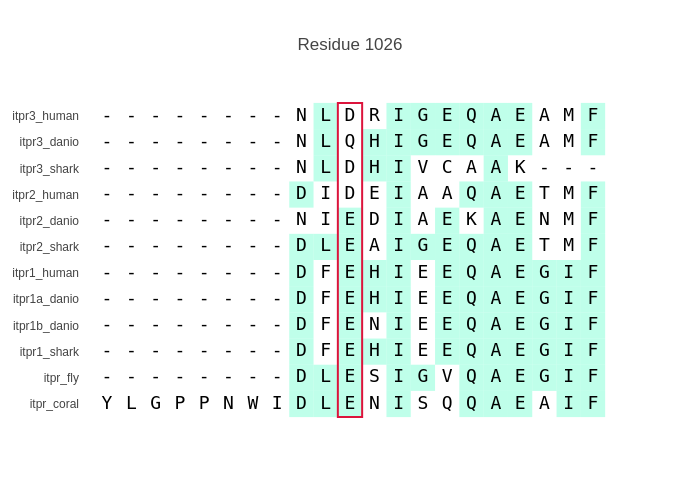 Residue 1026
itpr3_human - - - - - - - - N L D R I G E Q A E A M F
itpr3_danio - - - - - - - - N L Q H I G E Q A E A M F
itpr3_shark - - - - - - - - N L D H I V C A A K - - -
itpr2_human - - - - - - - - D I D E I A A Q A E T M F
itpr2_danio - - - - - - - - N I E D I A E K A E N M F
itpr2_shark - - - - - - - - D L E A I G E Q A E T M F
itpr1_human - - - - - - - - D F E H I E E Q A E G I F
itpr1a_danio - - - - - - - - D F E H I E E Q A E G I F
itpr1b_danio - - - - - - - - D F E N I E E Q A E G I F
itpr1_shark - - - - - - - - D F E H I E E Q A E G I F
itpr_fly - - - - - - - - D L E S I G V Q A E G I F
itpr_coral Y L G P P N W I D L E N I S Q Q A E A I F